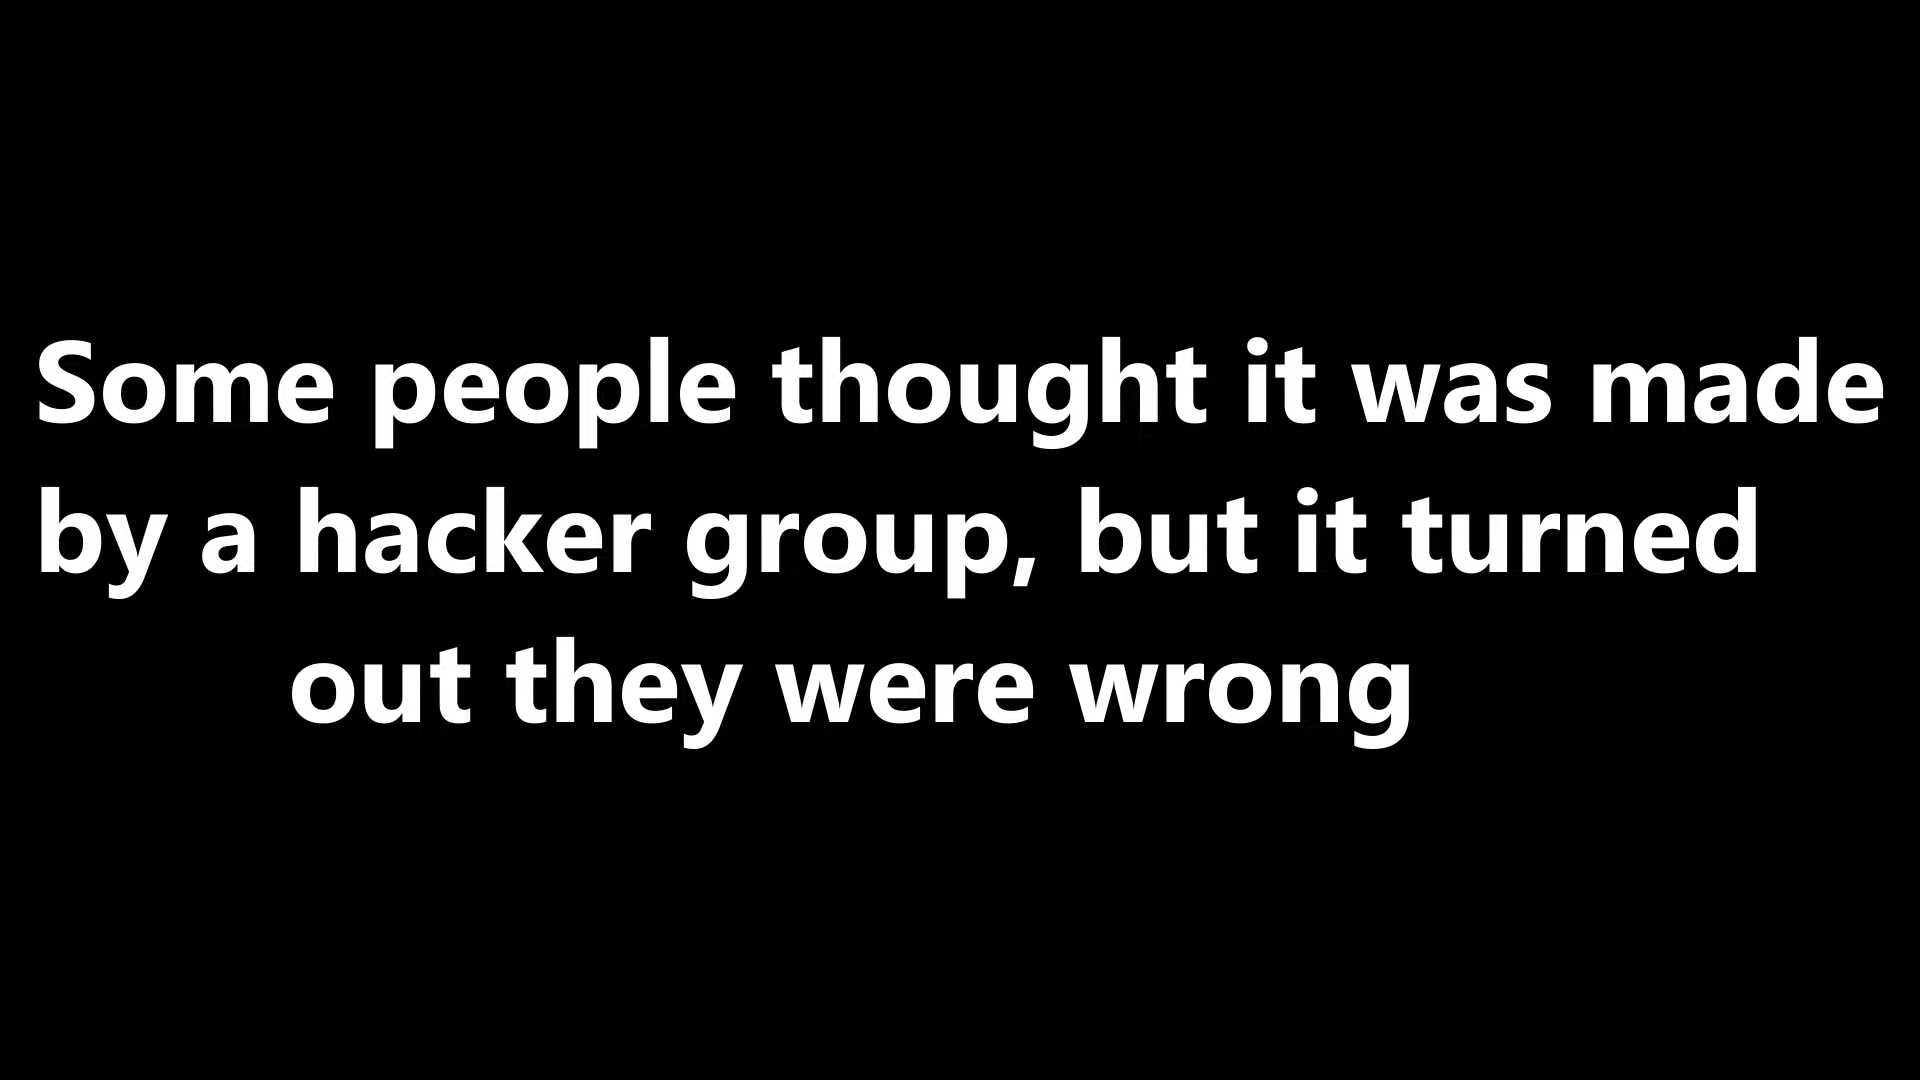 Some people thought it was made
by a hacker group, but it turned
out they were wrong